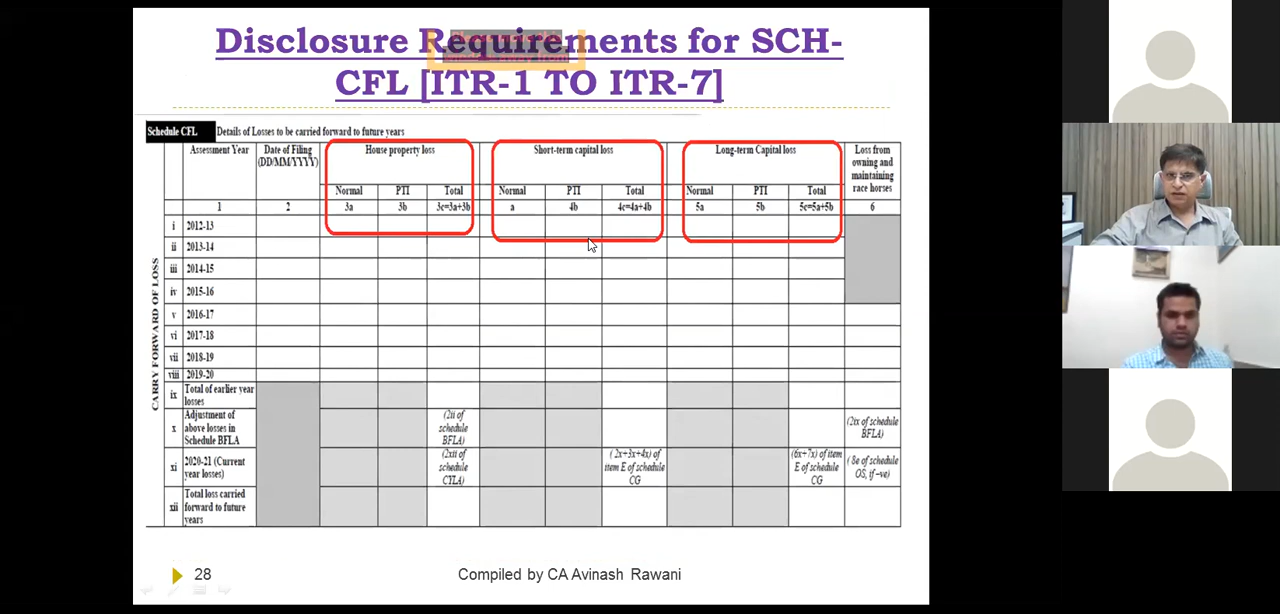 Disclosure Requirements for SCH-
CFL [ITR-1 TO ITR-7]
Schedule CFL Details of Losses to be carried forward to future years
Assessment Year Date of Filing (DD/MM/YYYY) House property loss Short-term capital loss Long-term Capital loss Loss from owning and maintaining race horses
Normal PTI Total Normal PTI Total Normal PTI Total
1 2 3a 3b 3c=3a+3b a 4b 4c=4a+4b 5a 5b 5c=5a+5b 6
CARRY FORWARD OF LOSS
i 2012-13
ii 2013-14
iii 2014-15
iv 2015-16
v 2016-17
vi 2017-18
vii 2018-19
viii 2019-20
ix Total of earlier year losses
x Adjustment of above losses in Schedule BFLA (2ii of schedule BFLA) (2ix of schedule BFLA)
xi 2020-21 (Current year losses) (2xii of schedule CYLA) ( 2x+3x+4x) of item E of schedule CG (6x+7x) of item E of schedule CG ( 8e of schedule OS, if –ve)
xii Total loss carried forward to future years
28 Compiled by CA Avinash Rawani